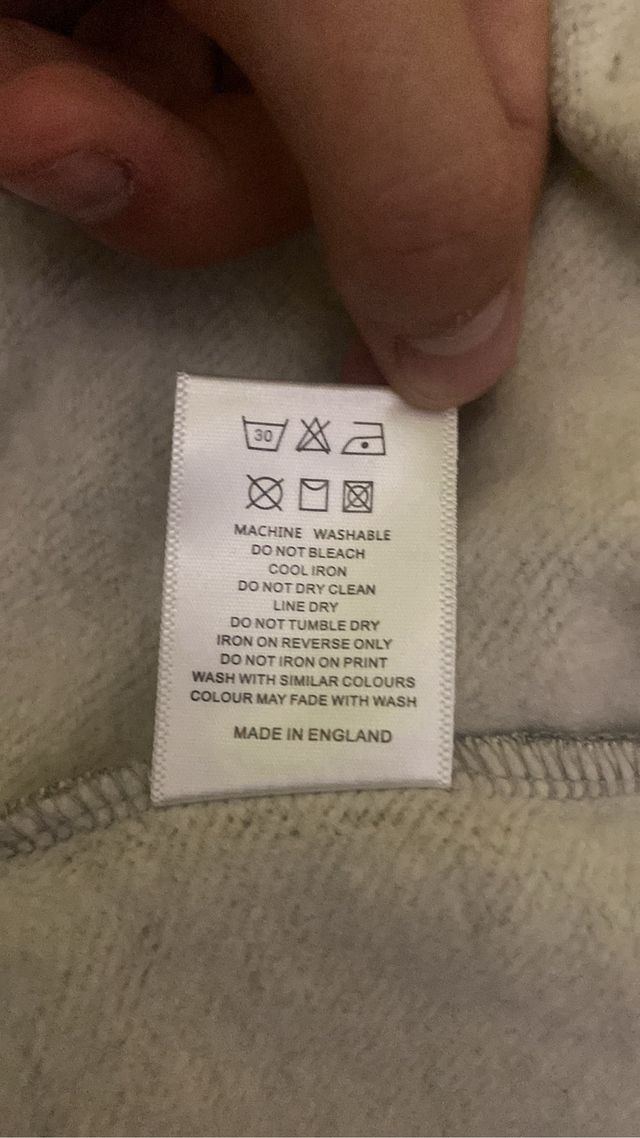 30
MACHINE WASHABLE
DO NOT BLEACH
COOL IRON
DO NOT DRY CLEAN
LINE DRY
DO NOT TUMBLE DRY
IRON ON REVERSE ONLY
DO NOT IRON ON PRINT
WASH WITH SIMILAR COLOURS
COLOUR MAY FADE WITH WASH
MADE IN ENGLAND